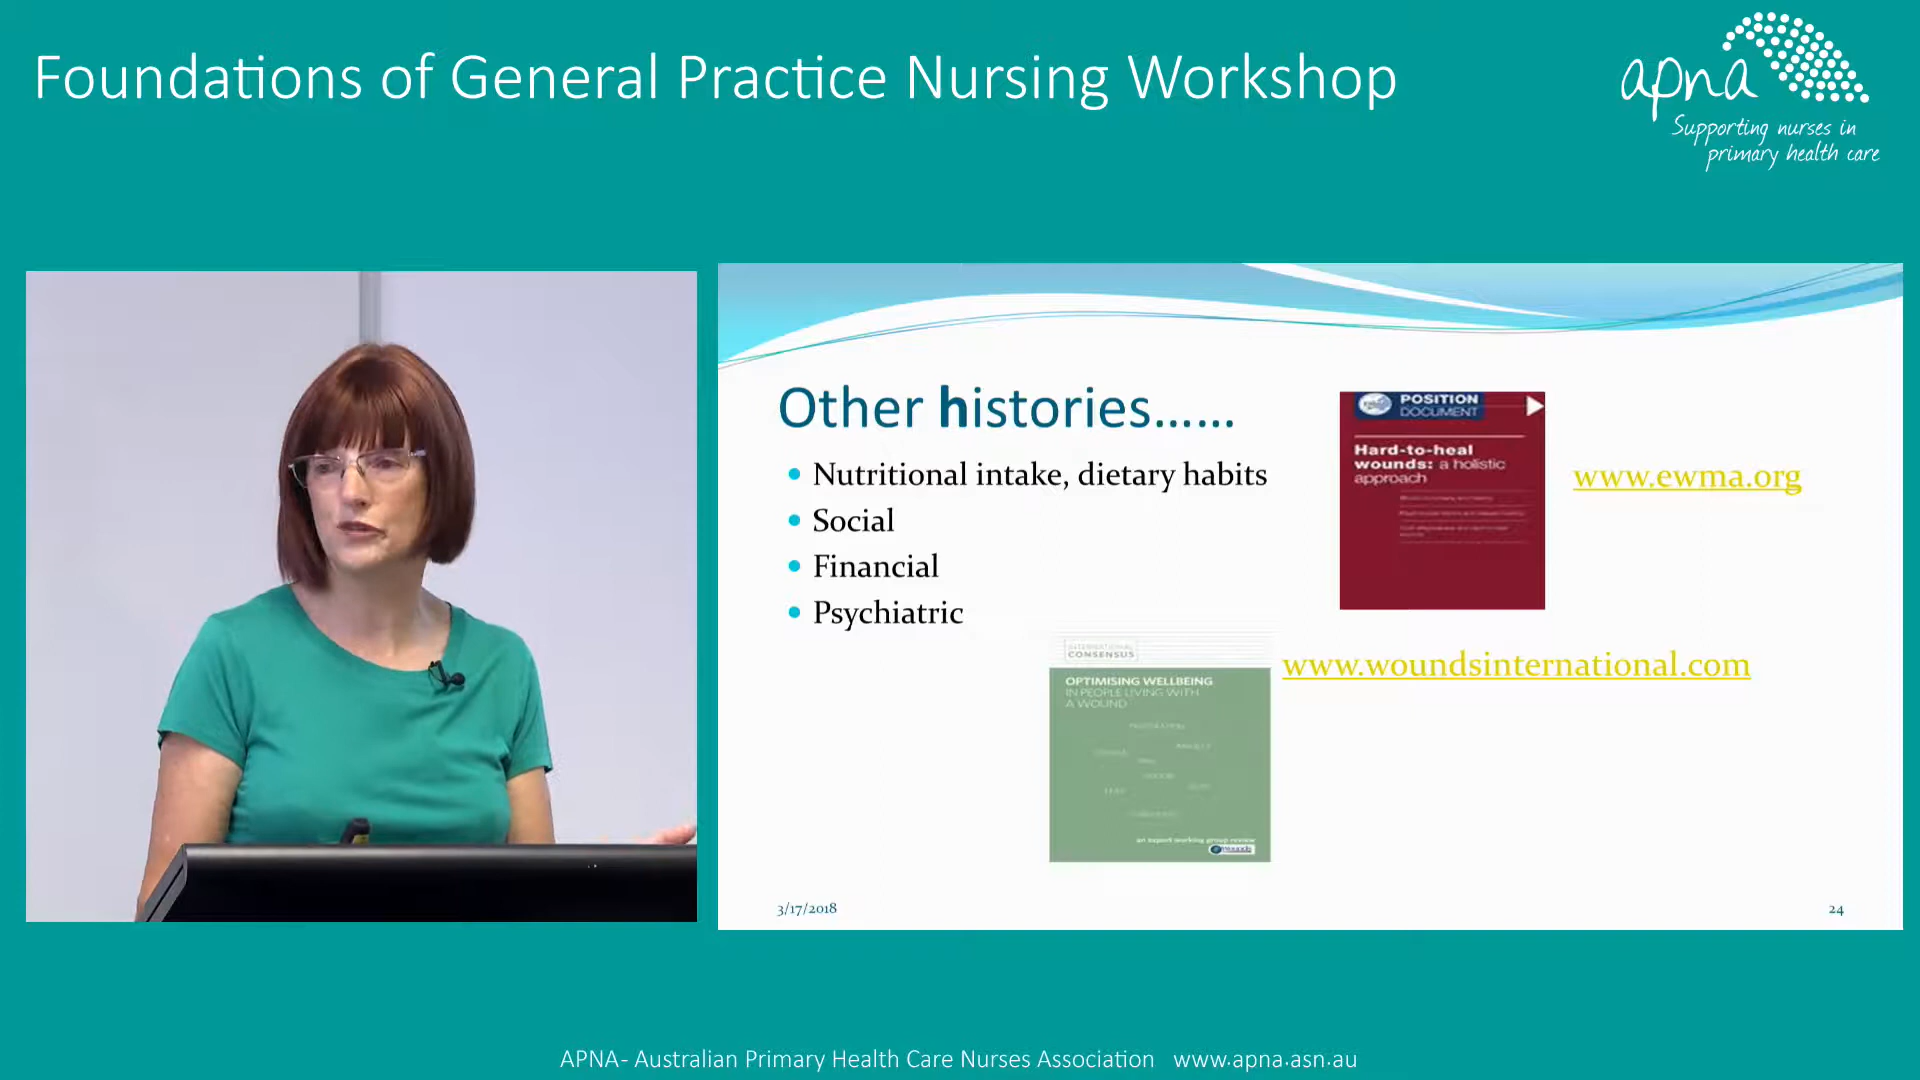 Foundations of General Practice Nursing Workshop
apna
Supporting nurses in
primary health care
Other histories......
• Nutritional intake, dietary habits
• Social
• Financial
• Psychiatric
POSITION
DOCUMENT
Hard-to-heal
wounds: a holistic
approach
www.ewma.org
INTERNATIONAL
CONSENSUS
OPTIMISING WELLBEING
IN PEOPLE LIVING WITH
A WOUND
an expert working group review
www.woundsinternational.com
3/17/2018
24
APNA- Australian Primary Health Care Nurses Association www.apna.asn.au